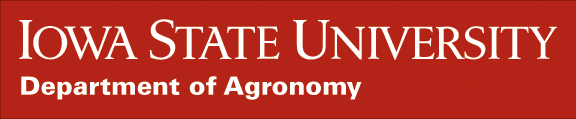 IOWA STATE UNIVERSITY
Department of Agronomy